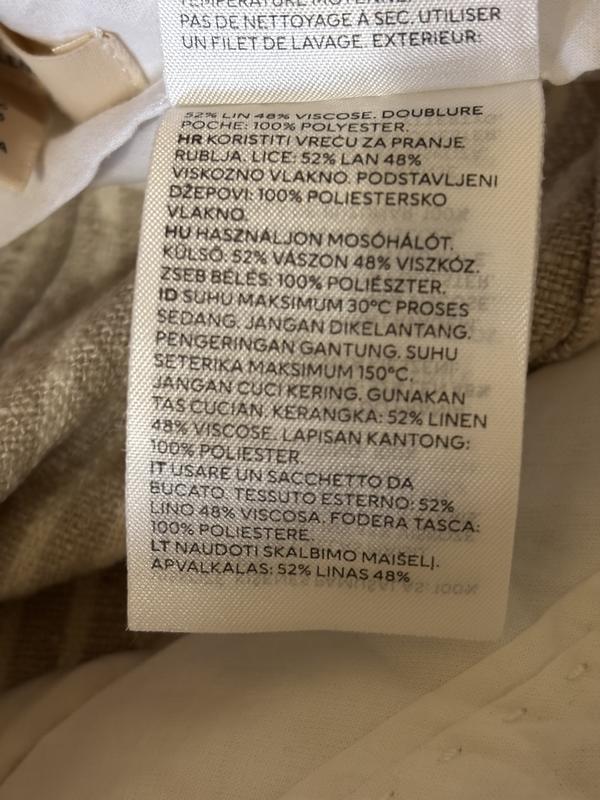 TEMPÉRATURE MOYENNE.
PAS DE NETTOYAGE À SEC. UTILISER
UN FILET DE LAVAGE. EXTERIEUR:
52% LIN 48% VISCOSE. DOUBLURE
POCHE: 100% POLYESTER.
HR KORISTITI VREĆU ZA PRANJE
RUBLJA. LICE: 52% LAN 48%
VISKOZNO VLAKNO. PODSTAVLJENI
DŽEPOVI: 100% POLIESTERSKO
VLAKNO.
HU HASZNÁLJON MOSÓHÁLÓT.
KÜLSŐ: 52% VÁSZON 48% VISZKÓZ.
ZSEB BÉLÉS: 100% POLIÉSZTER.
ID SUHU MAKSIMUM 30°C PROSES
SEDANG. JANGAN DIKELANTANG.
PENGERINGAN GANTUNG. SUHU
SETERIKA MAKSIMUM 150°C.
JANGAN CUCI KERING. GUNAKAN
TAS CUCIAN. KERANGKA: 52% LINEN
48% VISCOSE. LAPISAN KANTONG:
100% POLIESTER
IT USARE UN SACCHETTO DA
BUCATO. TESSUTO ESTERNO: 52%
LINO 48% VISCOSA. FODERA TASCA:
100% POLIESTERE.
LT NAUDOTI SKALBIMO MAIŠELĮ.
APVALKALAS: 52% LINAS 48%